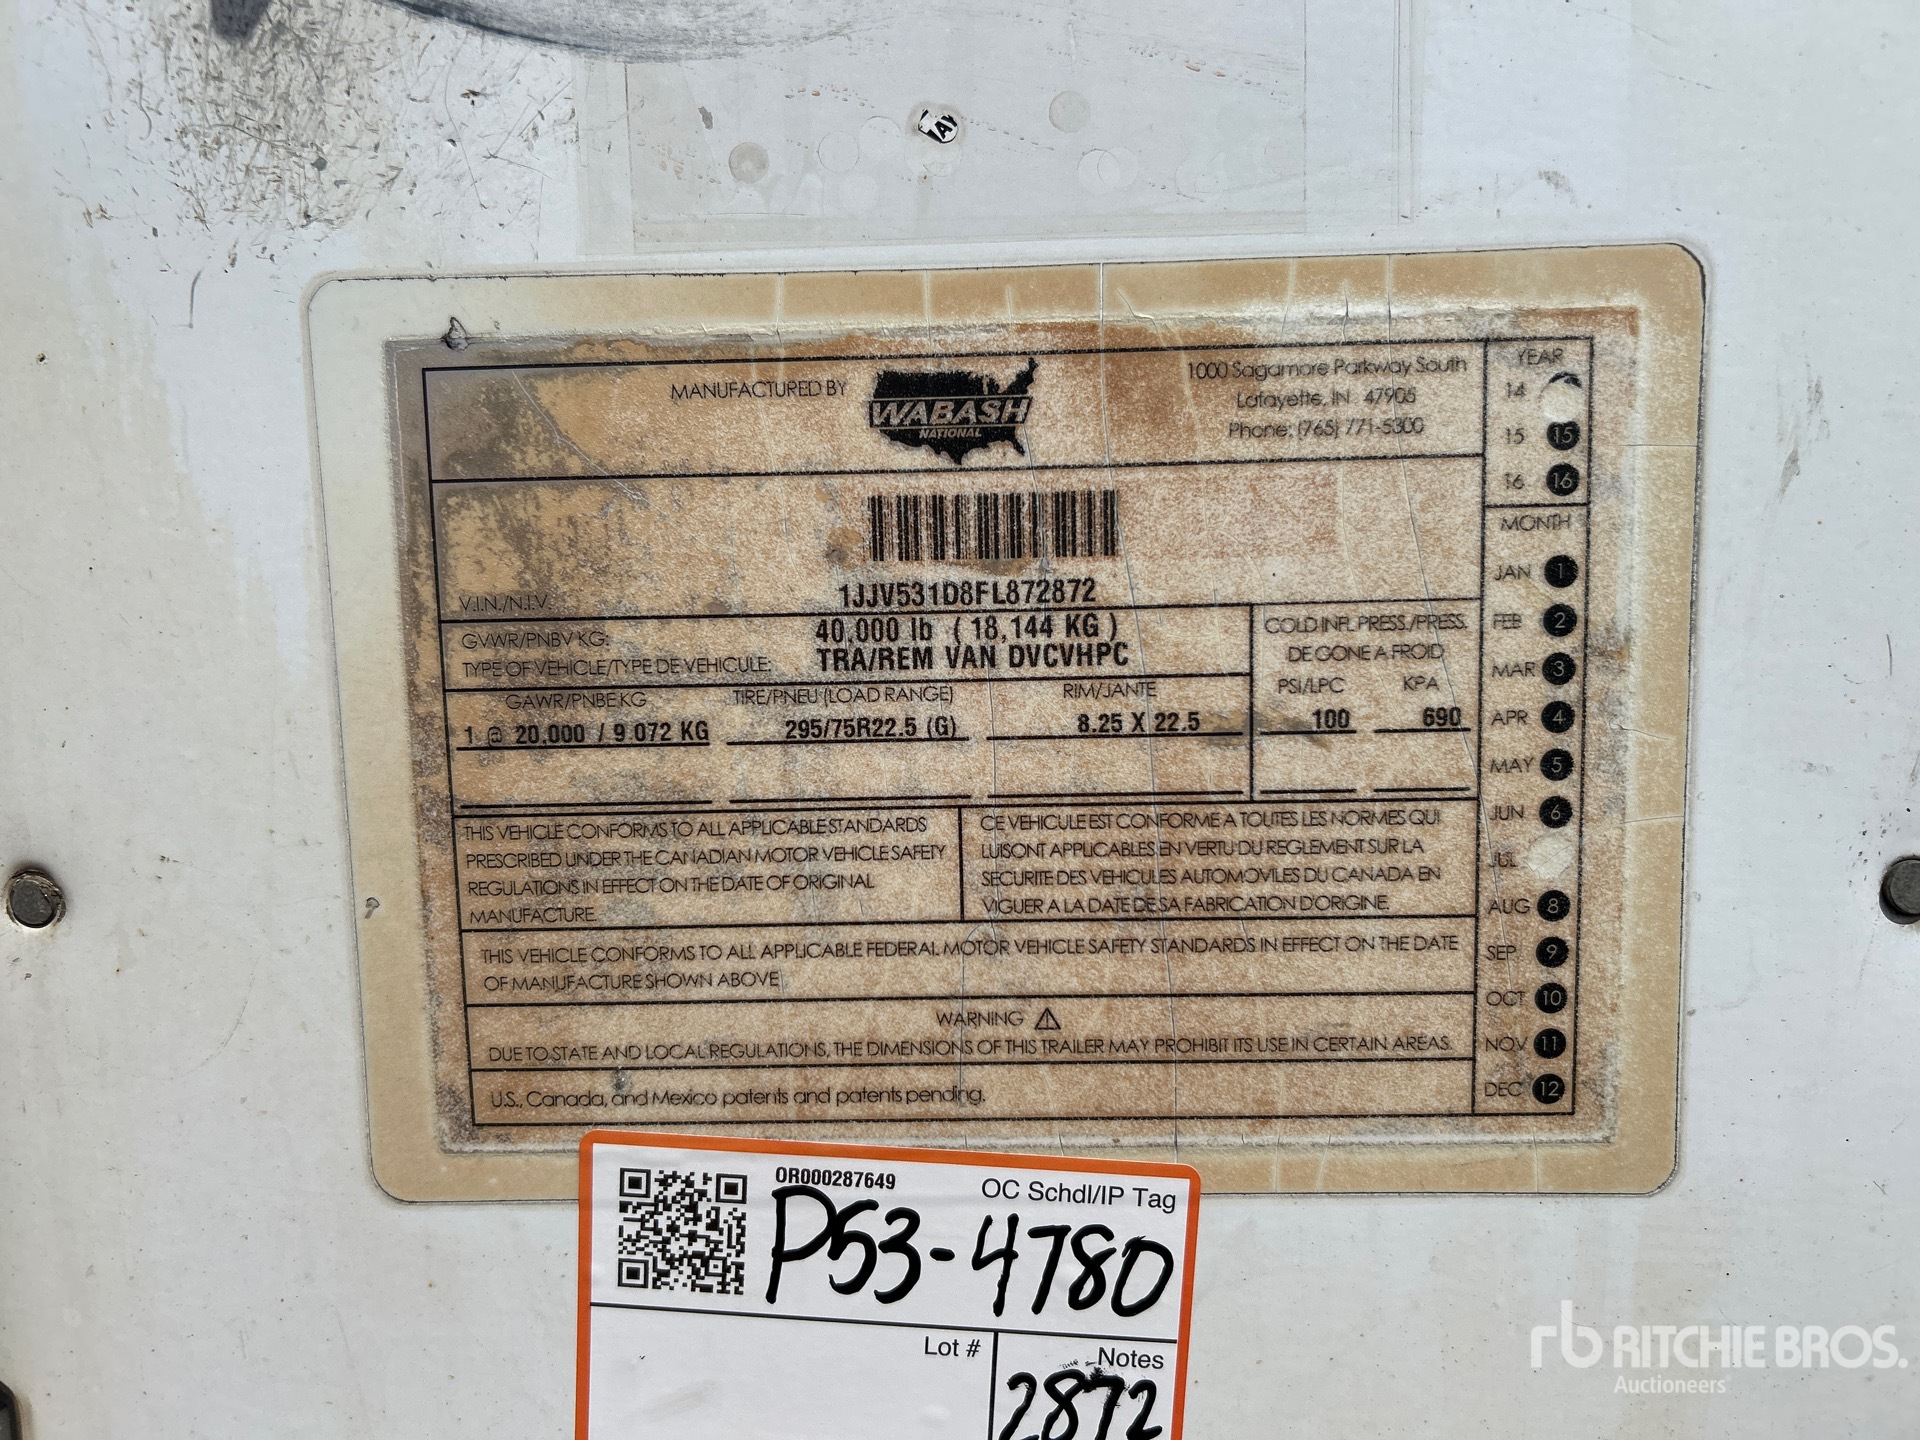 MANUFACTURED BY
WABASH
NATIONAL
1000 Sagamore Parkway South
Lafayette, IN 47905
Phone: (765) 771-5300
YEAR
14
15 15
16 16
MONTH
JAN 1
FEB 2
MAR 3
APR 4
MAY 5
JUN 6
JUL
AUG 8
SEP 9
OCT 10
NOV 11
DEC 12
V.I.N./N.I.V.
1JJV531D8FL872872
GVWR/PNBV KG: 40,000 lb ( 18,144 KG )
TYPE OF VEHICLE/TYPE DE VEHICULE: TRA/REM VAN DVCVHPC
COLD INFL.PRESS./PRESS.
DE GONE A FROID
PSI/LPC KPA
100 690
GAWR/PNBE KG TIRE/PNEU (LOAD RANGE) RIM/JANTE
1 @ 20,000 / 9 072 KG 295/75R22.5 (G) 8.25 X 22.5
THIS VEHICLE CONFORMS TO ALL APPLICABLE STANDARDS
PRESCRIBED UNDER THE CANADIAN MOTOR VEHICLE SAFETY
REGULATIONS IN EFFECT ON THE DATE OF ORIGINAL
MANUFACTURE.
CE VEHICULE EST CONFORME A TOUTES LES NORMES QUI
LUISONT APPLICABLES EN VERTU DU REGLEMENT SUR LA
SECURITE DES VEHICULES AUTOMOVILES DU CANADA EN
VIGUER A LA DATE DE SA FABRICATION D'ORIGINE.
THIS VEHICLE CONFORMS TO ALL APPLICABLE FEDERAL MOTOR VEHICLE SAFETY STANDARDS IN EFFECT ON THE DATE
OF MANUFACTURE SHOWN ABOVE
WARNING
DUE TO STATE AND LOCAL REGULATIONS, THE DIMENSIONS OF THIS TRAILER MAY PROHIBIT ITS USE IN CERTAIN AREAS.
U.S., Canada, and Mexico patents and patents pending.
OR000287649
OC Schdl/IP Tag
P53-4780
Lot #
Notes
2872
rb RITCHIE BROS.
Auctioneers